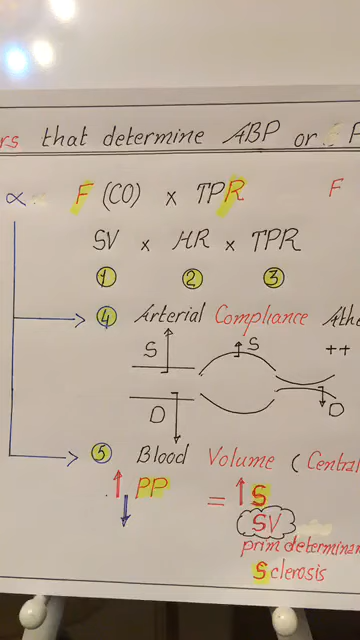 rs that determine ABP or P
∝ F (CO) x TPR F
SV x HR x TPR
1 2 3
4 Arterial Compliance Athe
S S ++
D D
5 Blood Volume (Central
↑ PP = ↑ S
↓ SV
prim determinan
Sclerosis